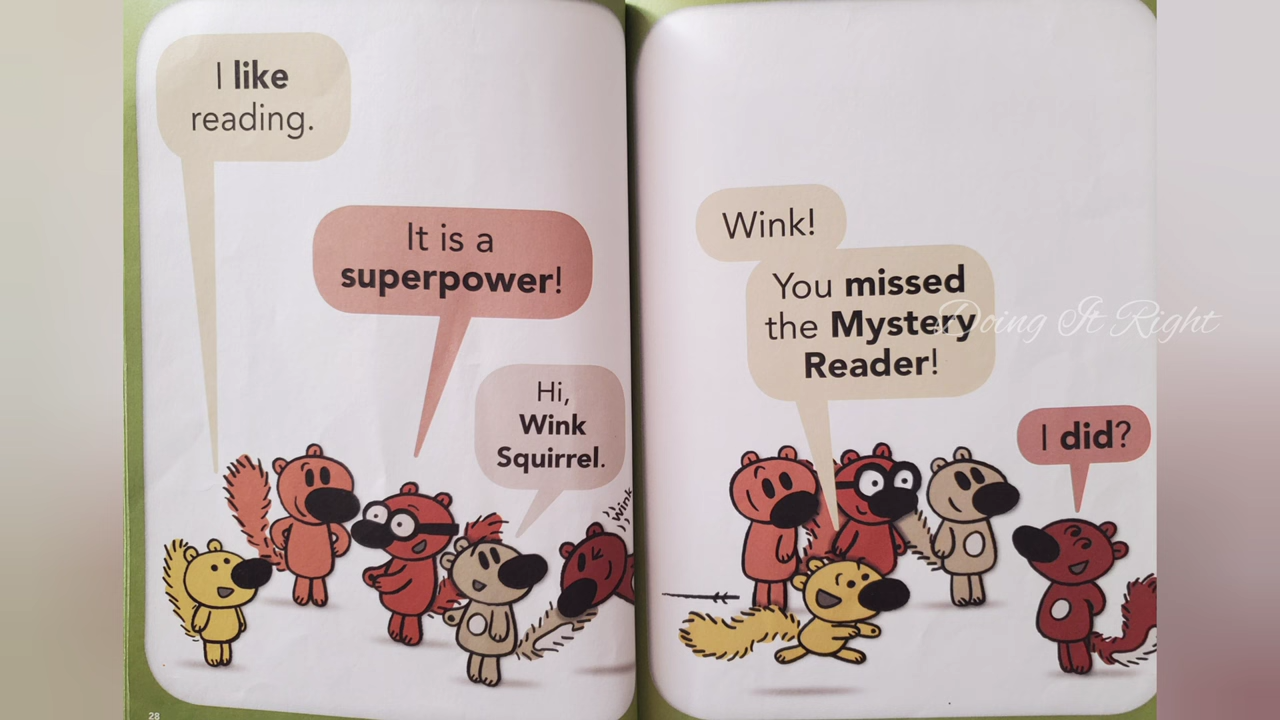 I like
reading.
It is a
superpower!
Hi,
Wink
Squirrel.
Wink
28
Wink!
You missed
the Mystery
Reader!
I did?
Doing It Right